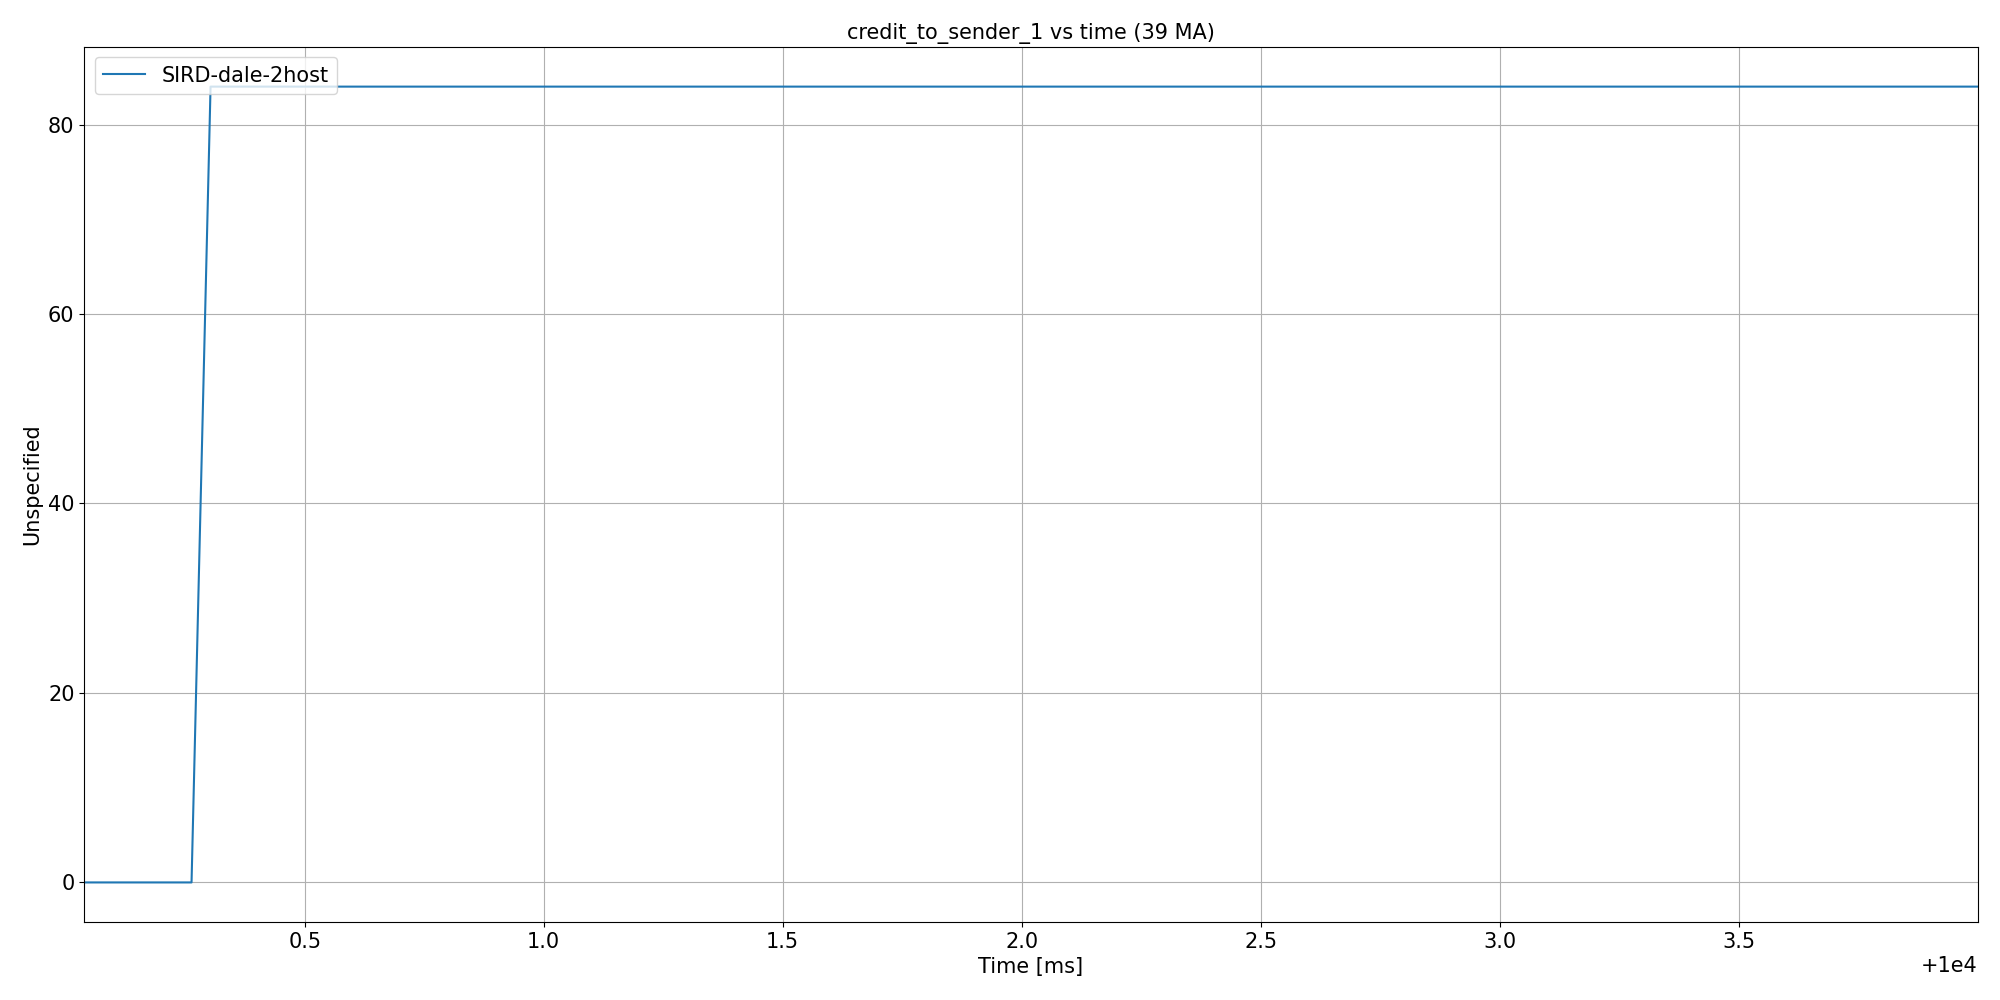 credit_to_sender_1 vs time (39 MA)
SIRD-dale-2host
Unspecified
80
60
40
20
0
0.5 1.0 1.5 2.0 2.5 3.0 3.5
Time [ms]
+1e4